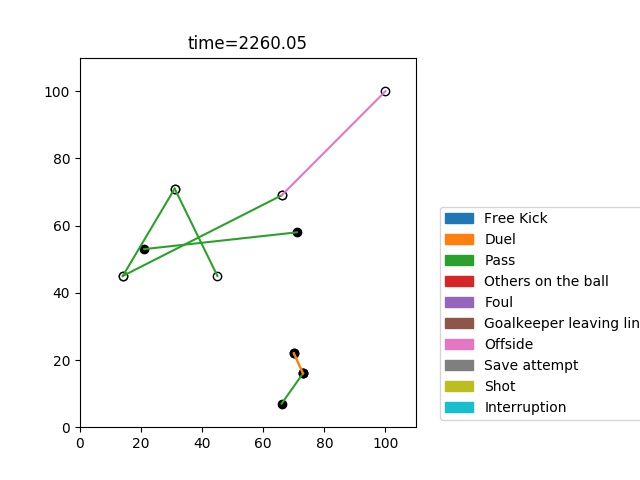 time=2260.05
100
80
60
40
20
0
0 20 40 60 80 100
Free Kick
Duel
Pass
Others on the ball
Foul
Goalkeeper leaving lin
Offside
Save attempt
Shot
Interruption